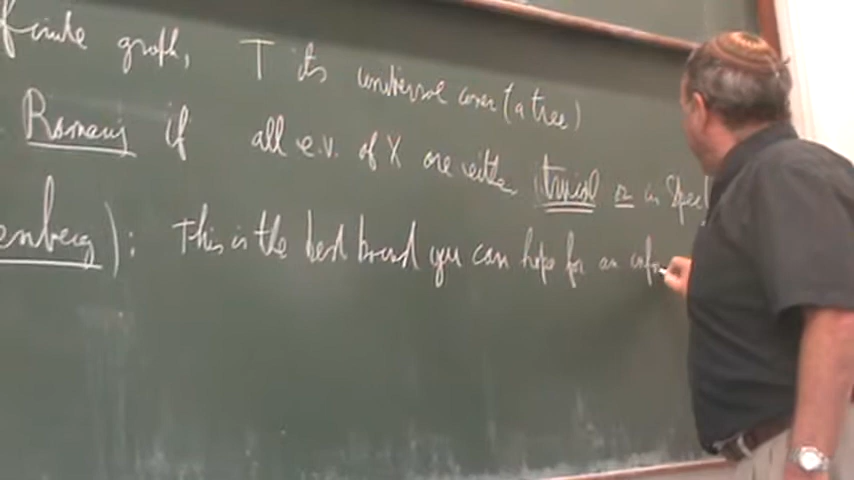 finite graph, T its universal cover (a tree)
Ramanuj if all e.v. of X are either trivial or in Spec
enberg): This is the best bound you can hope for an infin